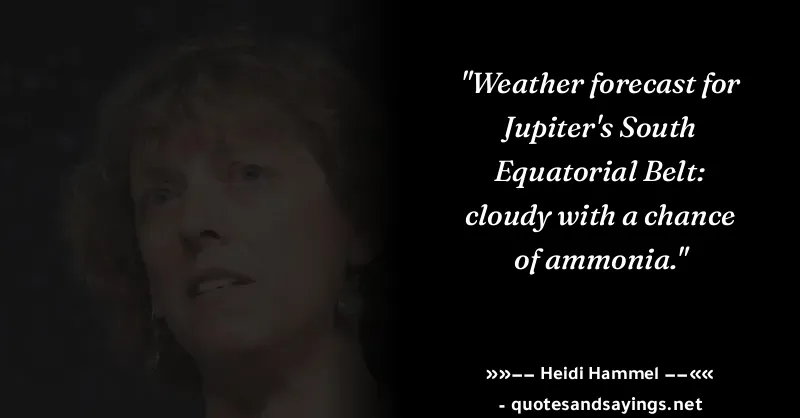 "Weather forecast for
Jupiter's South
Equatorial Belt:
cloudy with a chance
of ammonia."
»»−− Heidi Hammel −−««
- quotesandsayings.net